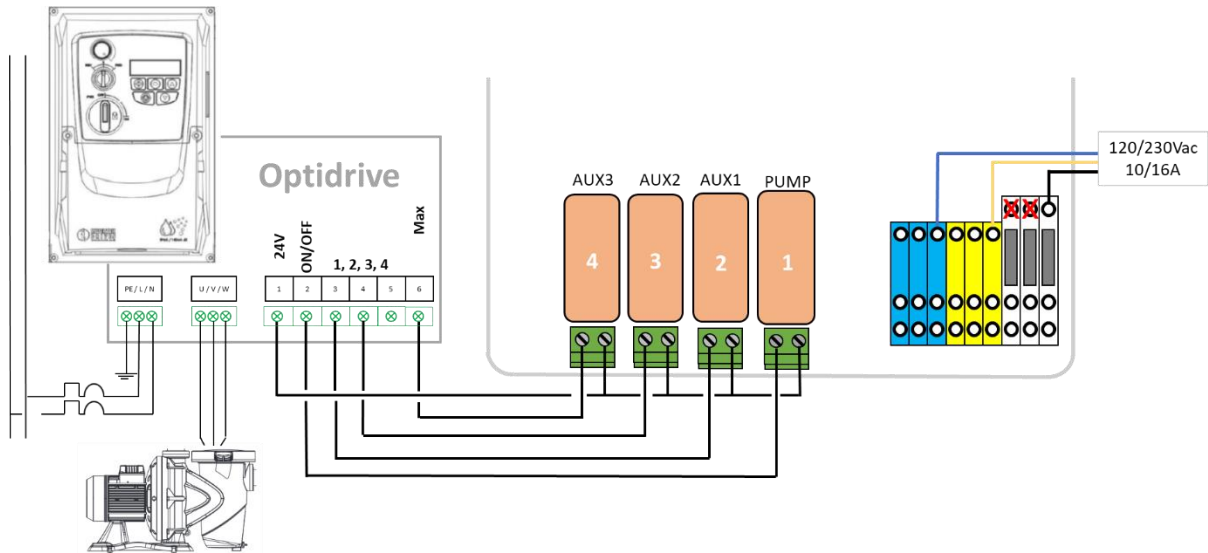 Optidrive
24V
ON/OFF
1, 2, 3, 4
Max
PE/ L/ N
U / V / W
1
2
3
4
5
6
AUX3
AUX2
AUX1
PUMP
4
3
2
1
120/230Vac
10/16A